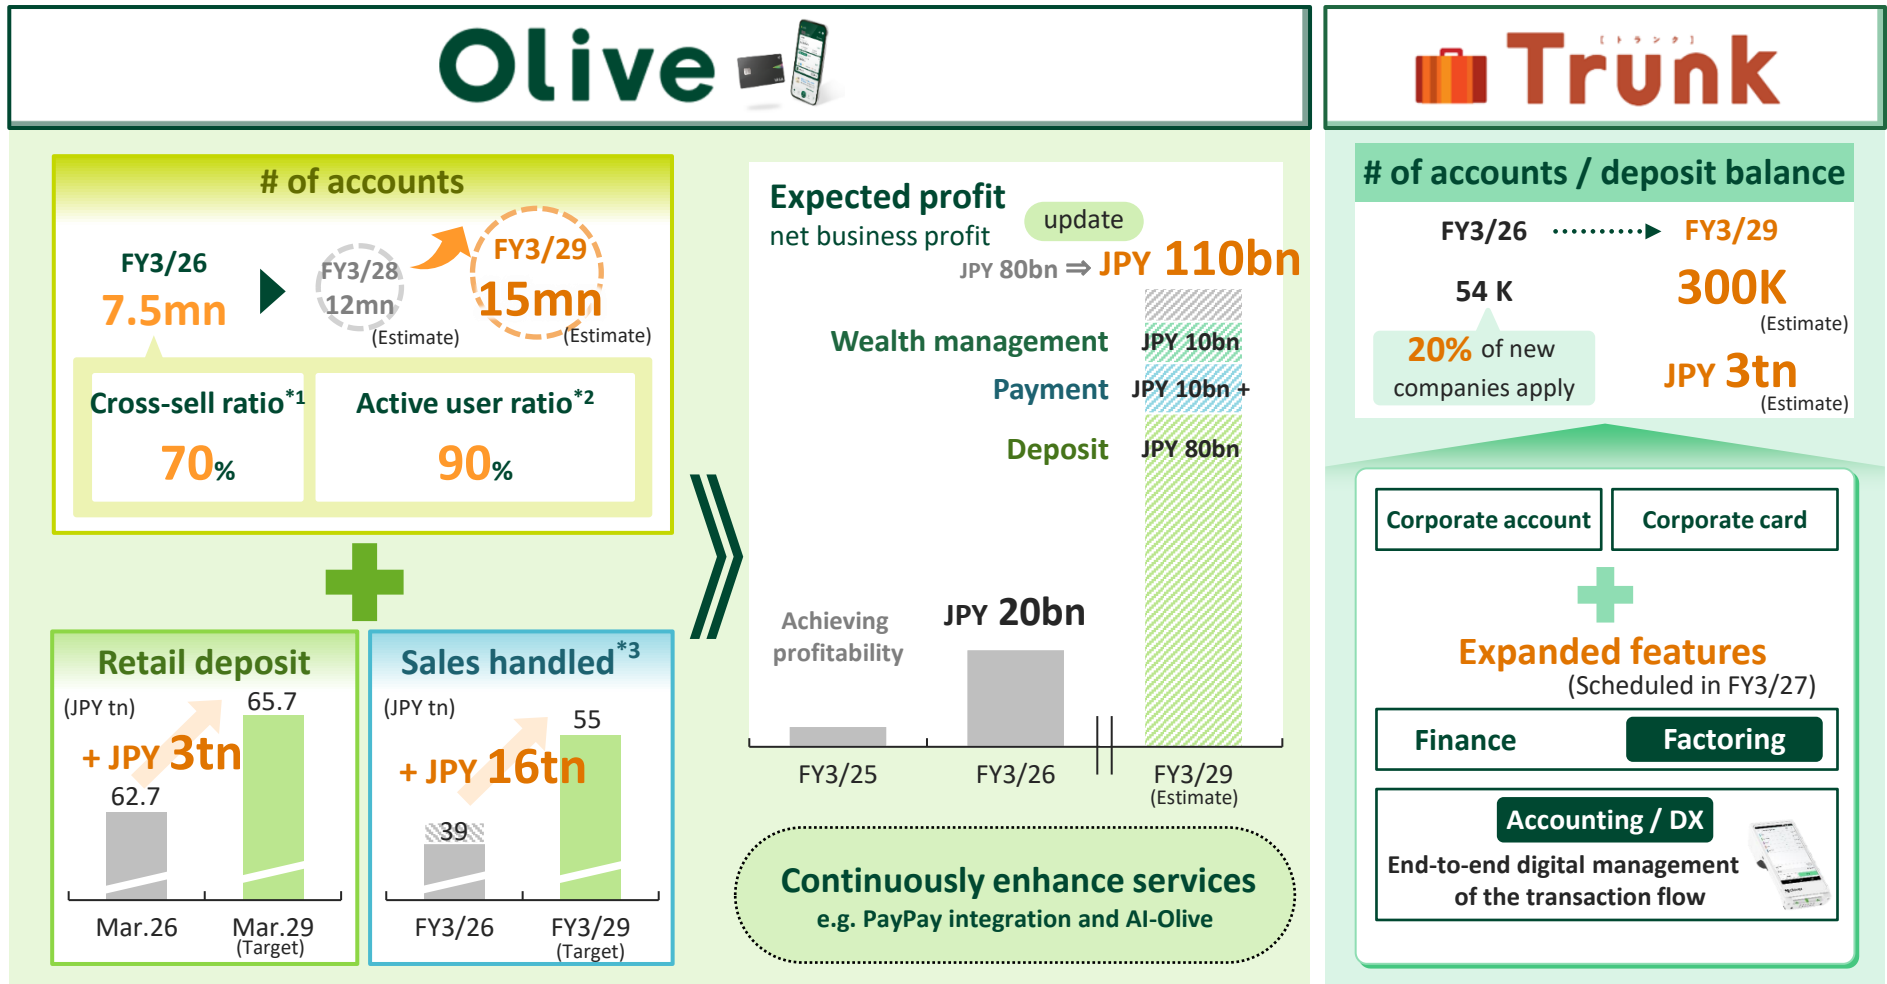 Olive
# of accounts
FY3/26
7.5mn
FY3/28
12mn
(Estimate)
FY3/29
15mn
(Estimate)
Cross-sell ratio*1
70%
Active user ratio*2
90%
Retail deposit
(JPY tn)
+ JPY 3tn
62.7
65.7
Mar.26
Mar.29
(Target)
Sales handled*3
(JPY tn)
+ JPY 16tn
39
55
FY3/26
FY3/29
(Target)
Expected profit
net business profit
update
JPY 80bn ⇒ JPY 110bn
Wealth management JPY 10bn
Payment JPY 10bn +
Deposit JPY 80bn
Achieving
profitability
JPY 20bn
FY3/25
FY3/26
FY3/29
(Estimate)
Continuously enhance services
e.g. PayPay integration and AI-Olive
[トランク]
Trunk
# of accounts / deposit balance
FY3/26
FY3/29
54 K
300K
(Estimate)
20% of new
companies apply
JPY 3tn
(Estimate)
Corporate account
Corporate card
Expanded features
(Scheduled in FY3/27)
Finance
Factoring
Accounting / DX
End-to-end digital management
of the transaction flow